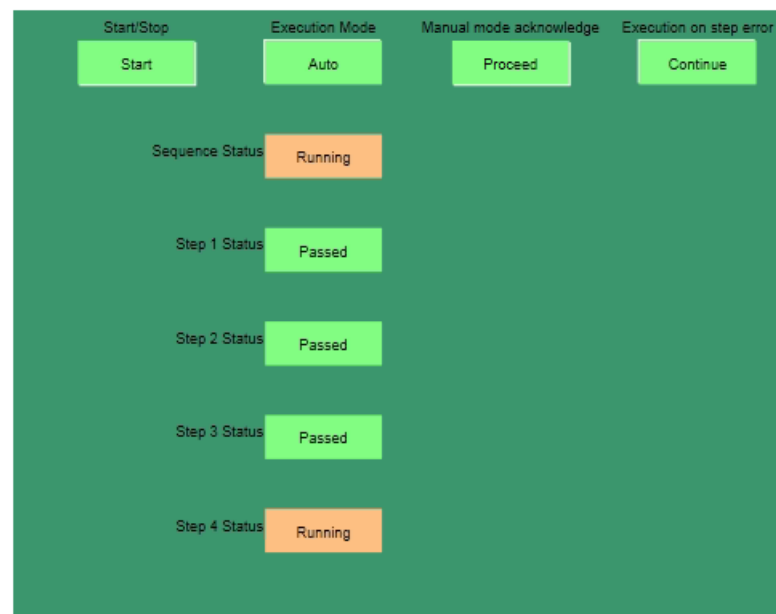 Start/Stop Execution Mode Manual mode acknowledge Execution on step error
Start Auto Proceed Continue
Sequence Status Running
Step 1 Status Passed
Step 2 Status Passed
Step 3 Status Passed
Step 4 Status Running